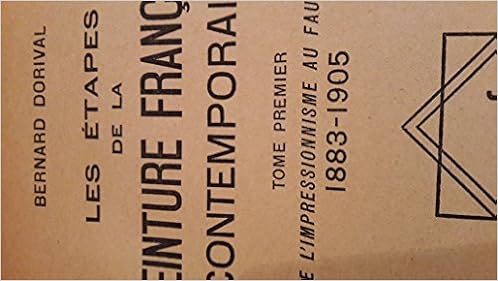 BERNARD DORIVAL
LES ÉTAPES
DE LA
EINTURE FRANÇ
CONTEMPORAI
TOME PREMIER
E L'IMPRESSIONNISME AU FAU
1883-1905